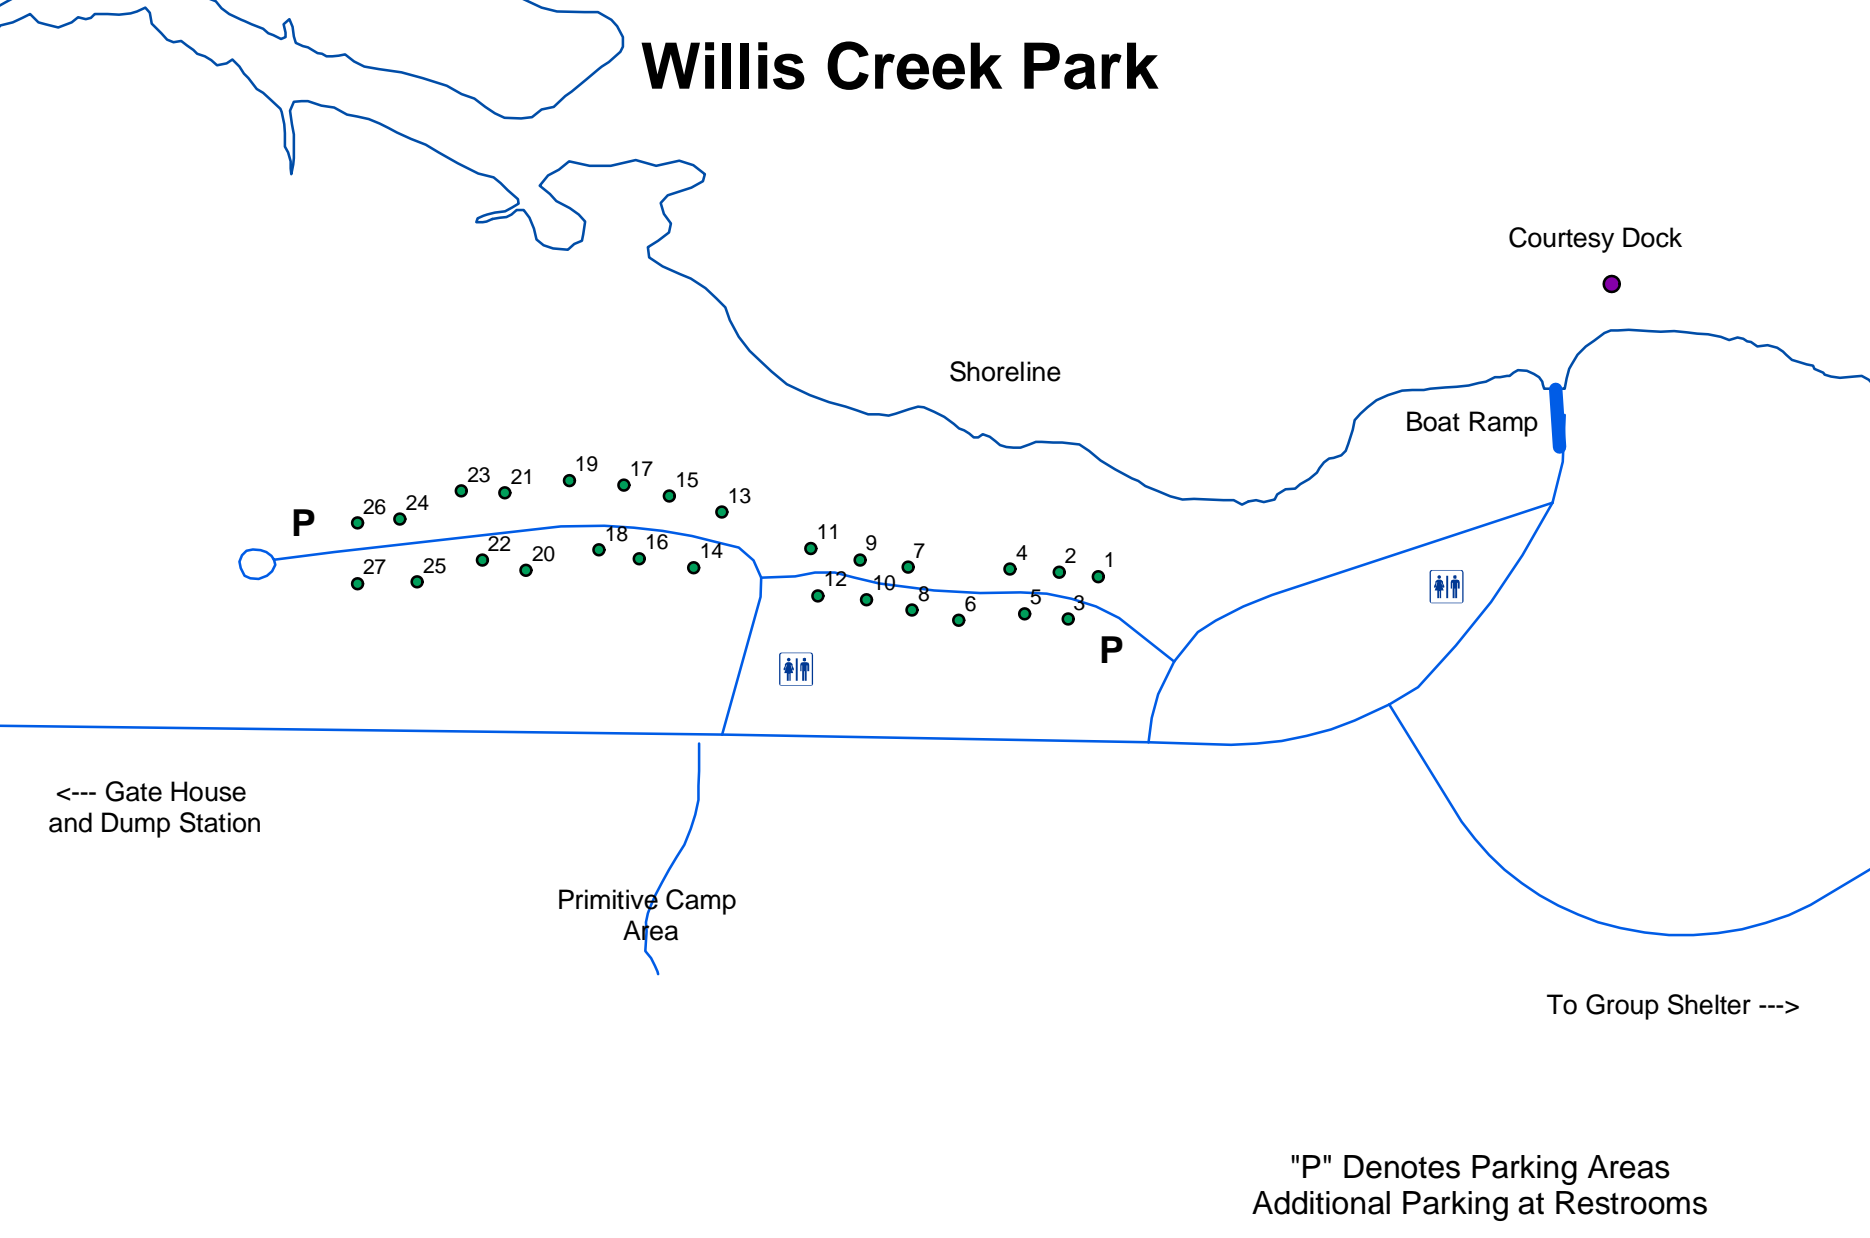 Willis Creek Park
Courtesy Dock
Shoreline
Boat Ramp
23
21
19
17
15
13
26
24
P
11
9
7
4
2
1
22
20
18
16
14
27
25
12
10
8
6
5
3
P
<--- Gate House
and Dump Station
Primitive Camp
Area
To Group Shelter --->
"P" Denotes Parking Areas
Additional Parking at Restrooms